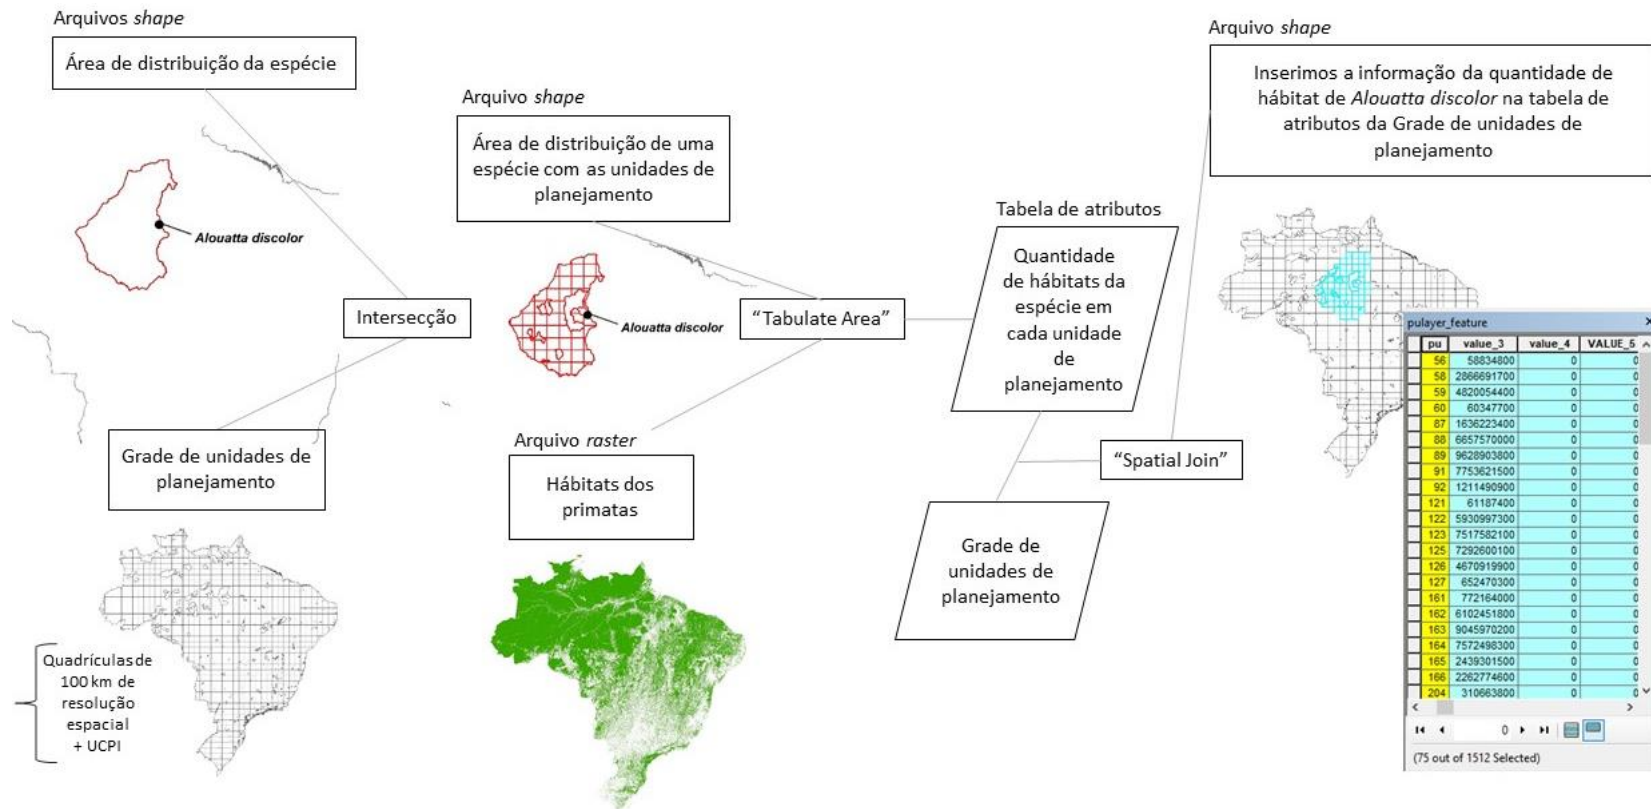 Arquivos shape
Área de distribuição da espécie
Alouatta discolor
Intersecção
Grade de unidades de
planejamento
Quadrículas de
100 km de
resolução
espacial
+ UCPI
Arquivo shape
Área de distribuição de uma
espécie com as unidades de
planejamento
Alouatta discolor
"Tabulate Area"
Arquivo raster
Hábitats dos
primatas
Tabela de atributos
Quantidade
de hábitats da
espécie em
cada unidade
de
planejamento
"Spatial Join"
Grade de
unidades de
planejamento
Arquivo shape
Inserimos a informação da quantidade de
hábitat de Alouatta discolor na tabela de
atributos da Grade de unidades de
planejamento
pulayer_feature
pu value_3 value_4 VALUE_5
56 58834800 0 0
58 2866691700 0 0
59 4820054400 0 0
60 60347700 0 0
87 1636223400 0 0
88 6657570000 0 0
89 9628903800 0 0
91 7753621500 0 0
92 1211490900 0 0
121 61187400 0 0
122 5930997300 0 0
123 7517582100 0 0
125 7292600100 0 0
126 4670919900 0 0
127 652470300 0 0
161 772164000 0 0
162 6102451800 0 0
163 9045970200 0 0
164 7572498300 0 0
165 2439301500 0 0
166 2262774600 0 0
204 310663800 0 0
0
(75 out of 1512 Selected)